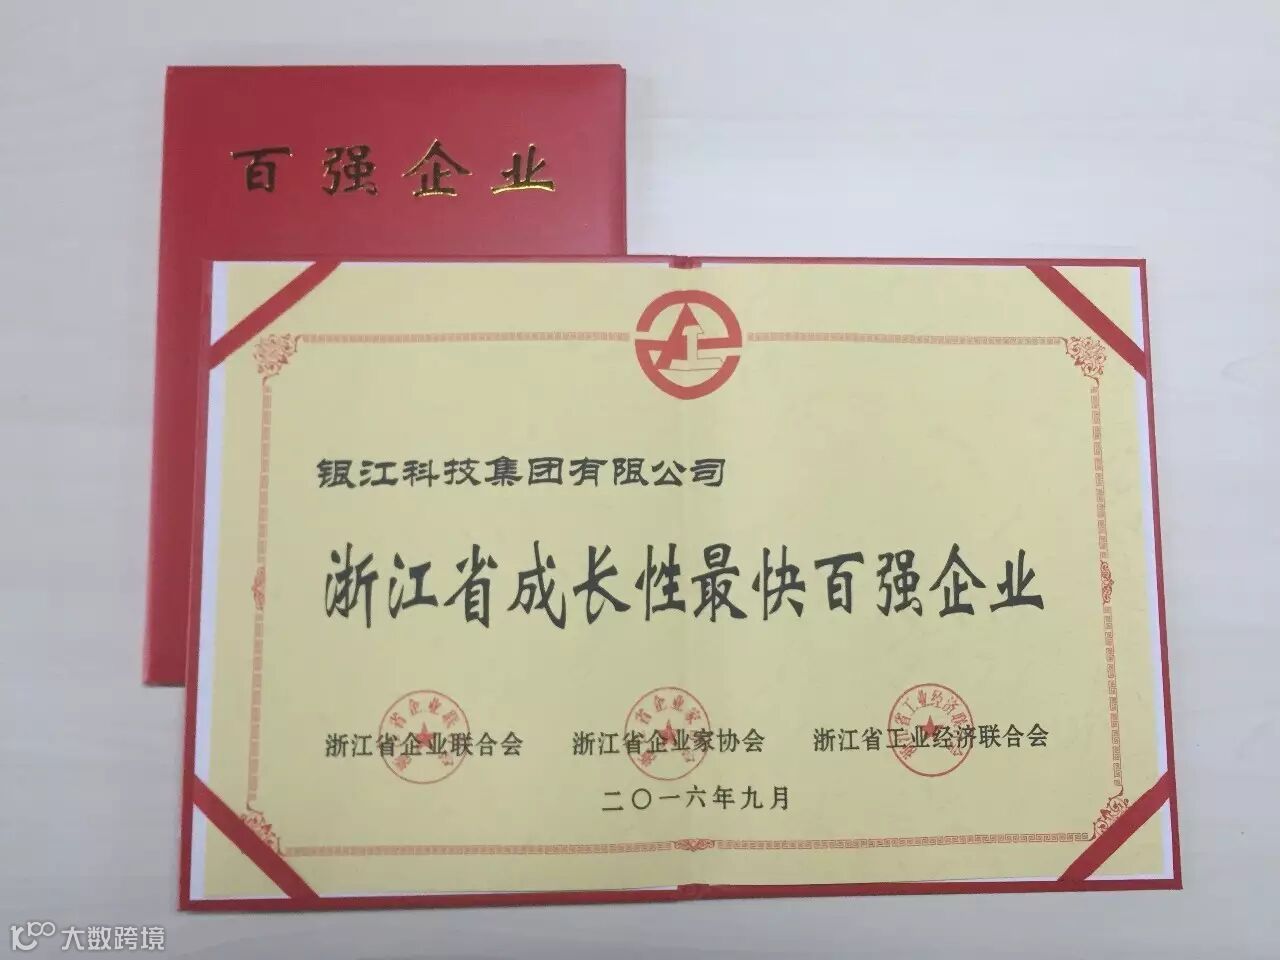 百强企业
银江科技集团有限公司
浙江省成长性最快百强企业
浙江省企业联合会 浙江省企业家协会 浙江省工业经济联合会
二〇一六年九月
大数跨境